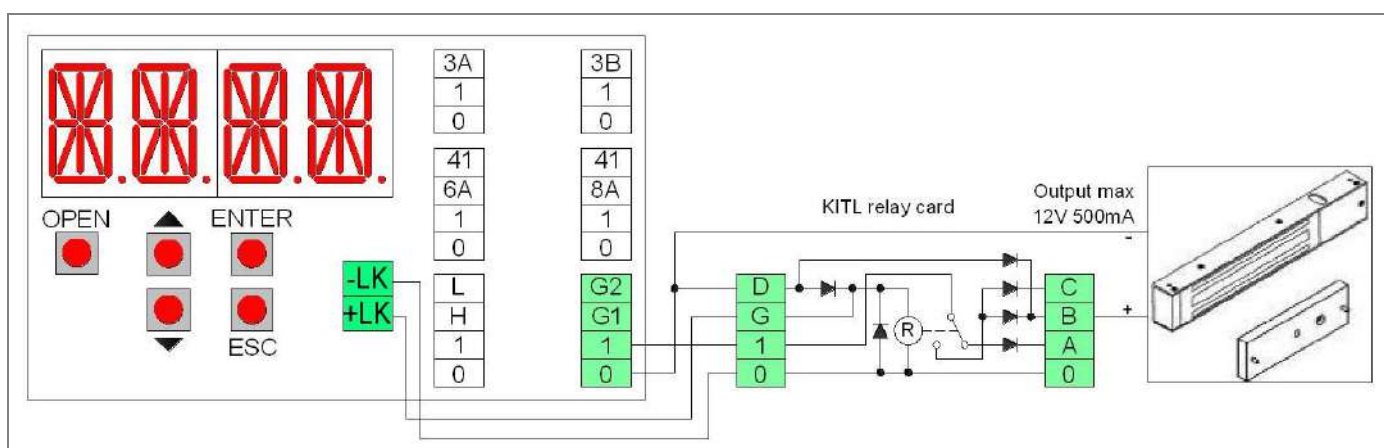 3A
1
0
3B
1
0
41
6A
1
0
41
8A
1
0
OPEN
ENTER
ESC
-LK
+LK
L
H
1
0
G2
G1
1
0
KITL relay card
D
G
1
0
R
C
B
A
0
Output max
12V 500mA
-
+